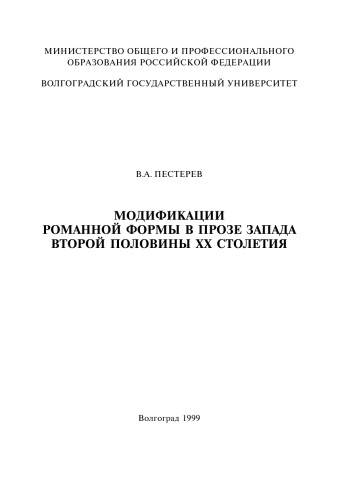 МИНИСТЕРСТВО ОБЩЕГО И ПРОФЕССИОНАЛЬНОГО
ОБРАЗОВАНИЯ РОССИЙСКОЙ ФЕДЕРАЦИИ
ВОЛГОГРАДСКИЙ ГОСУДАРСТВЕННЫЙ УНИВЕРСИТЕТ
В.А. ПЕСТЕРЕВ
МОДИФИКАЦИИ
РОМАННОЙ ФОРМЫ В ПРОЗЕ ЗАПАДА
ВТОРОЙ ПОЛОВИНЫ XX СТОЛЕТИЯ
Волгоград 1999